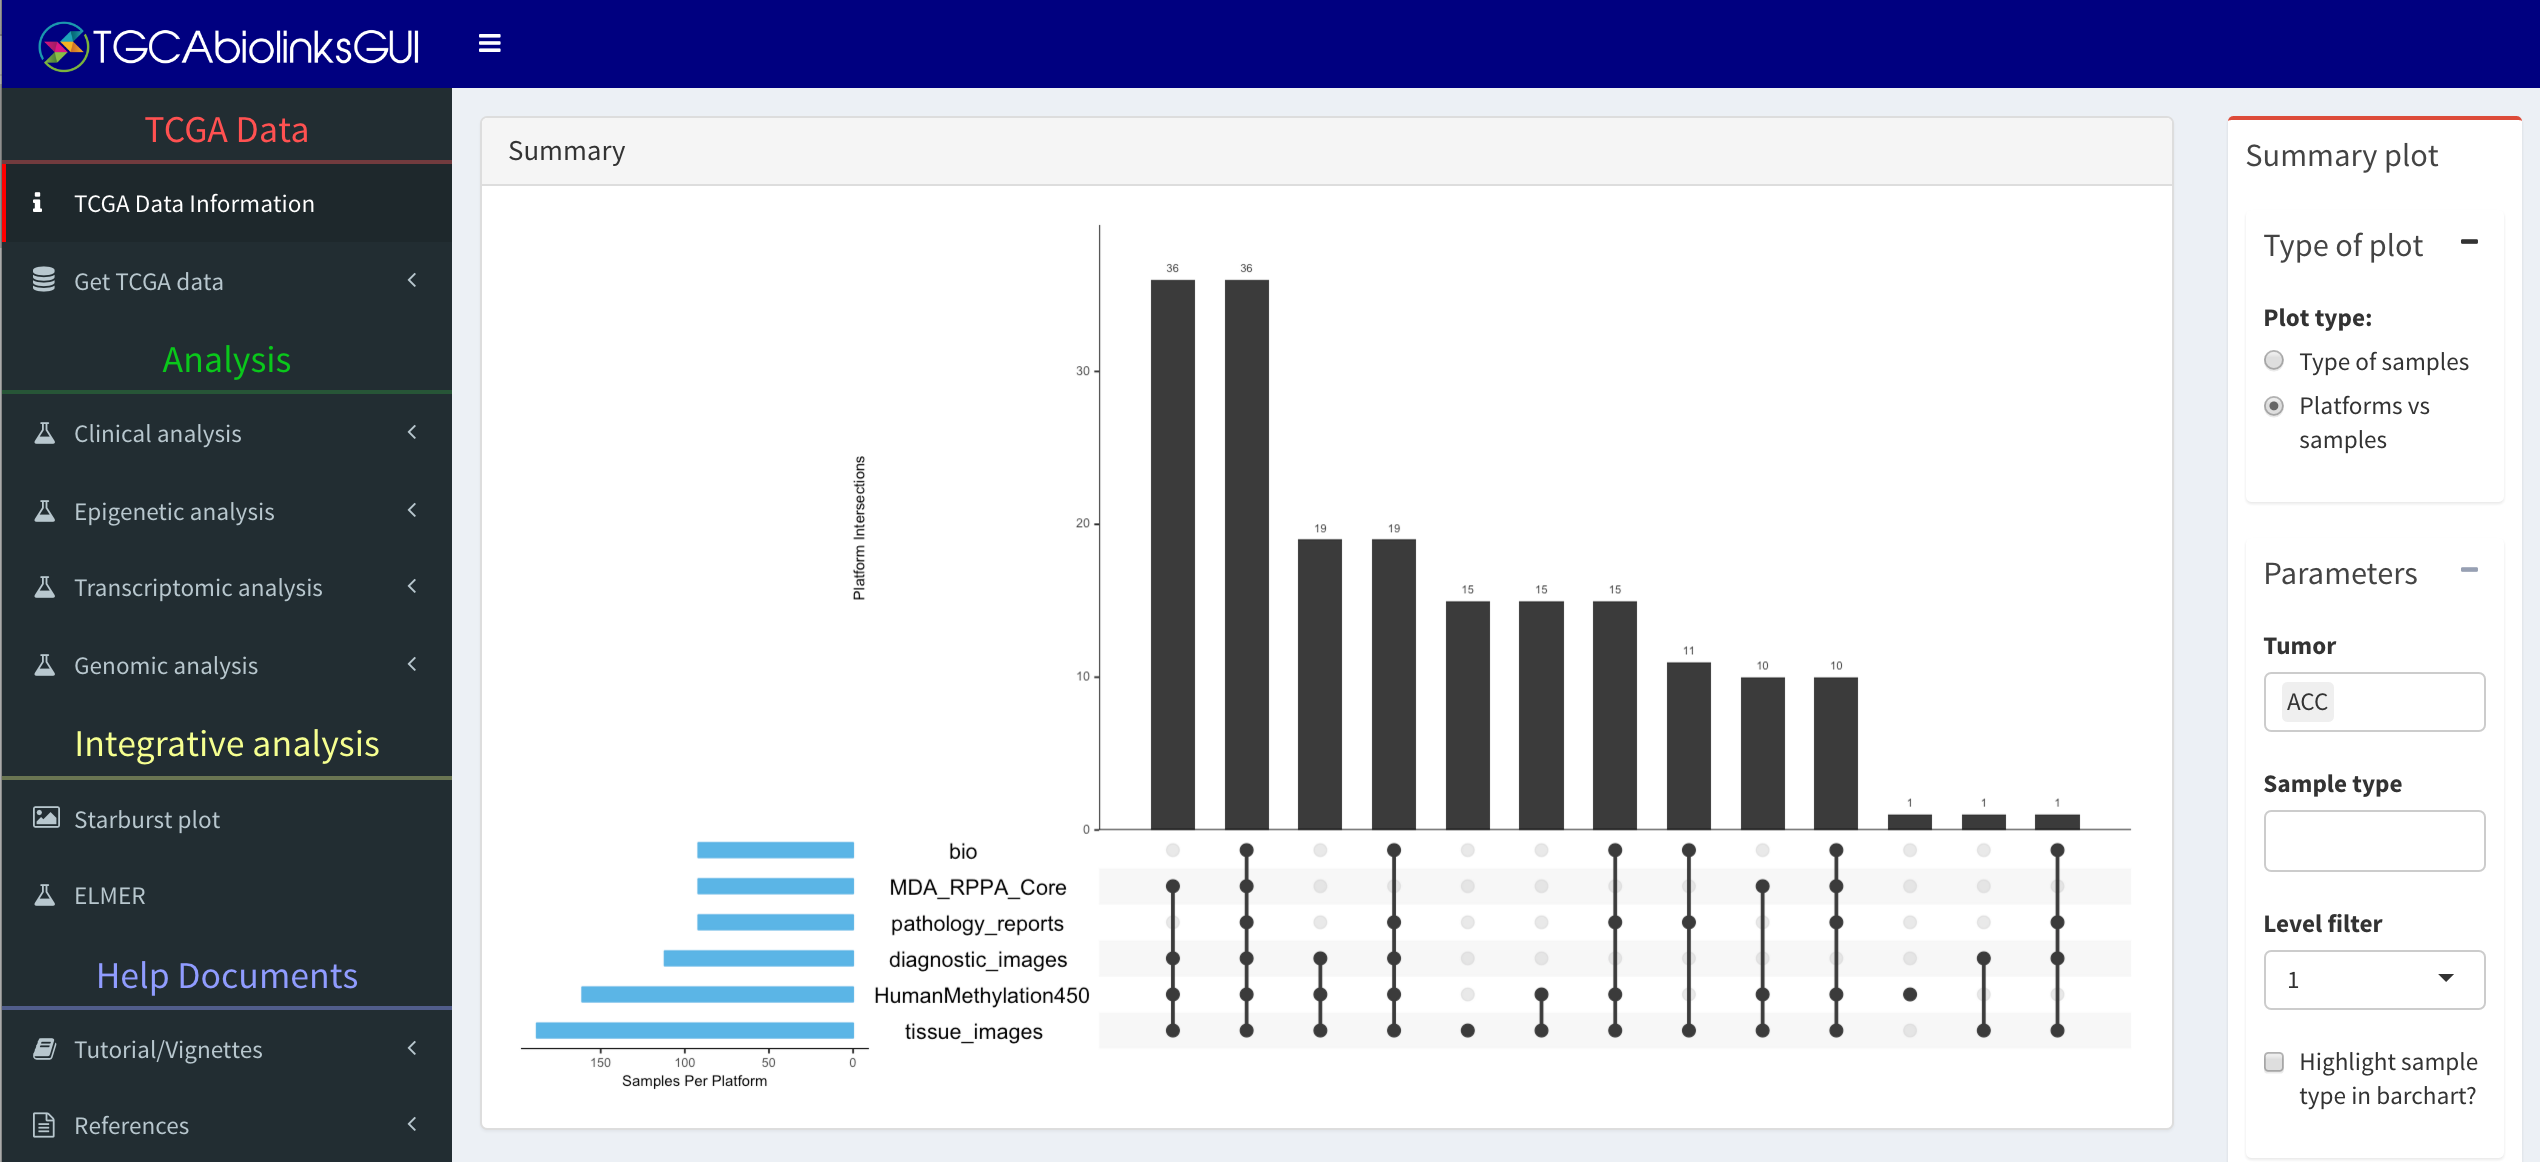 TGCAbiolinksGUI
TCGA Data
TCGA Data Information
Get TCGA data
Analysis
Clinical analysis
Epigenetic analysis
Transcriptomic analysis
Genomic analysis
Integrative analysis
Starburst plot
ELMER
Help Documents
Tutorial/Vignettes
References
Summary
Platform Intersections
30
20
10
0
36 36 19 19 15 15 15 11 10 10 1 1 1
bio
MDA_RPPA_Core
pathology_reports
diagnostic_images
HumanMethylation450
tissue_images
150 100 50 0
Samples Per Platform
Summary plot
Type of plot
Plot type:
Type of samples
Platforms vs
samples
Parameters
Tumor
ACC
Sample type
Level filter
1
Highlight sample
type in barchart?